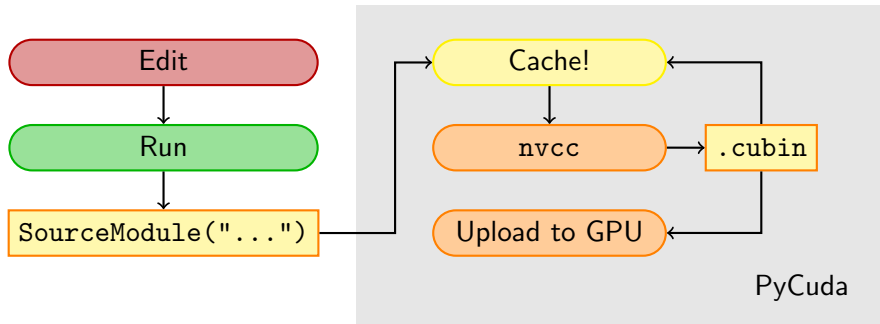 Edit
Run
SourceModule("...")
Cache!
nvcc
.cubin
Upload to GPU
PyCuda